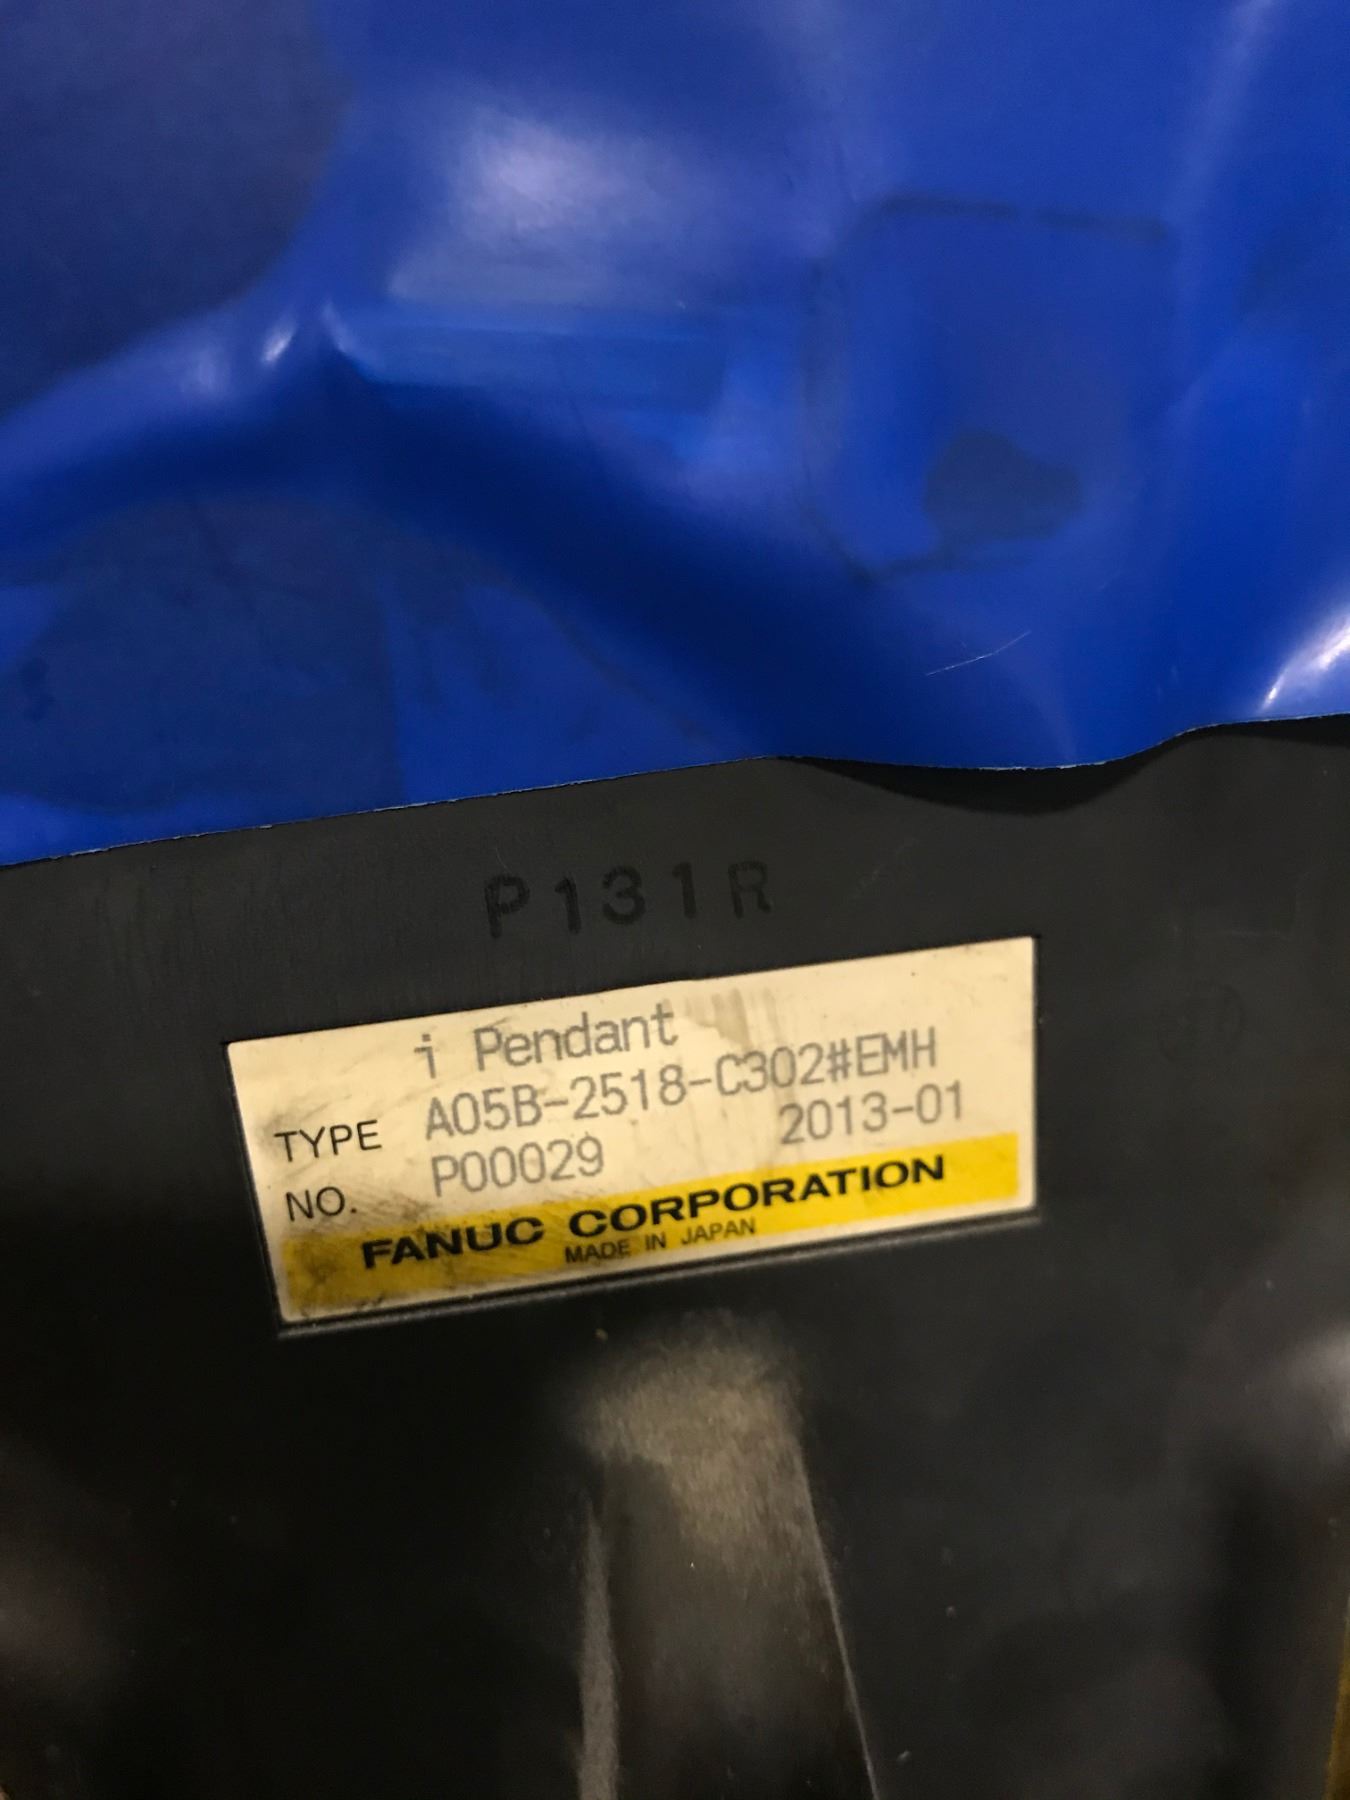 P131R
i Pendant
TYPE A05B-2518-C302#EMH
NO. P00029 2013-01
FANUC CORPORATION
MADE IN JAPAN